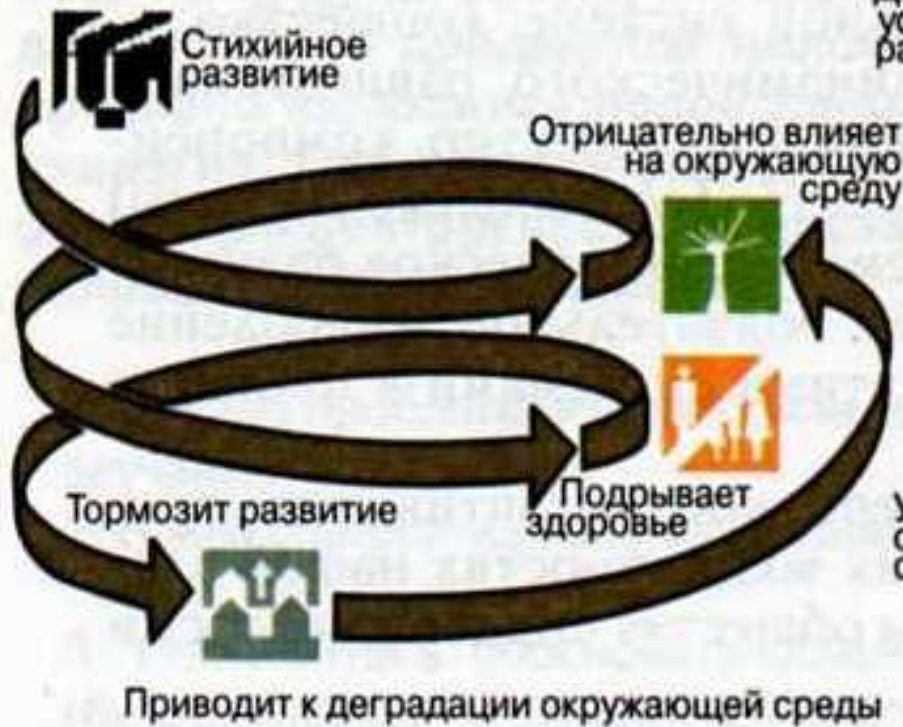 Стихийное
развитие
Отрицательно влияет
на окружающую
среду
Тормозит развитие
Подрывает
здоровье
Приводит к деградации окружающей среды